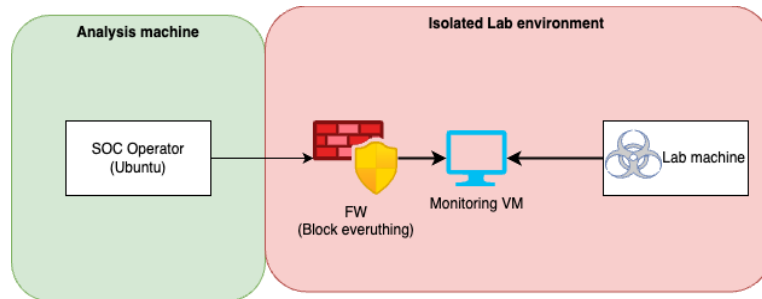 Analysis machine
Isolated Lab environment
SOC Operator
(Ubuntu)
FW
(Block everuthing)
Monitoring VM
Lab machine